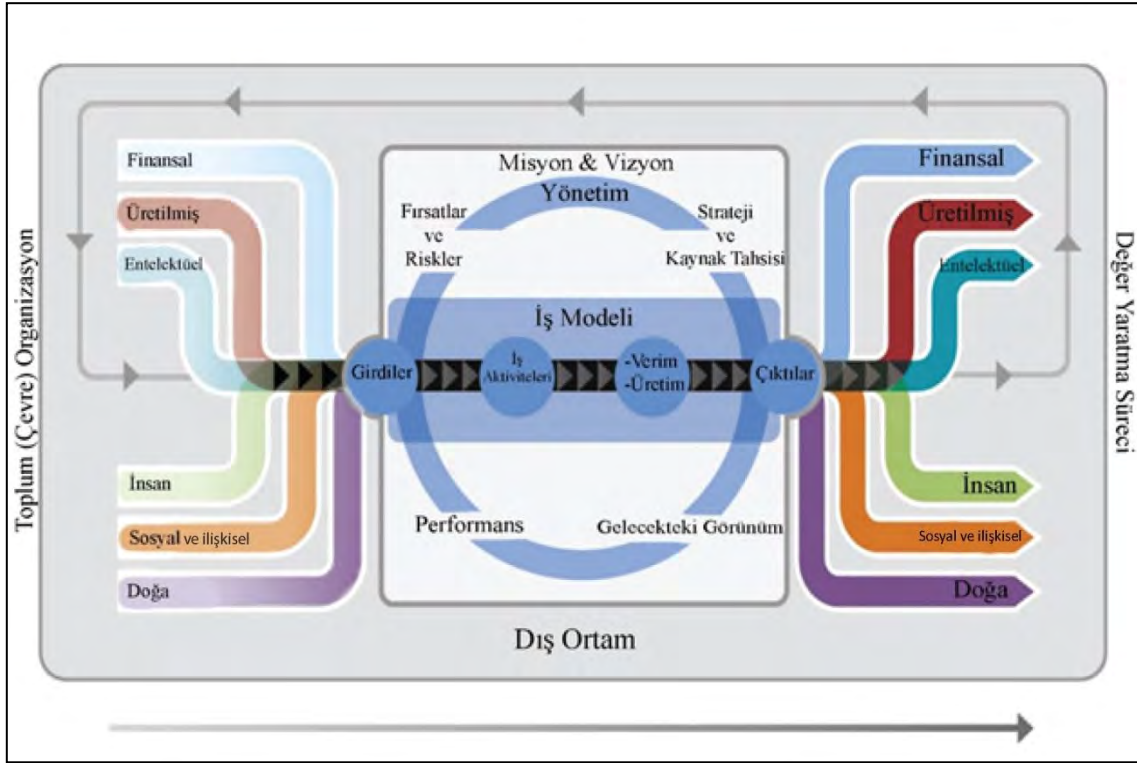 Toplum (Çevre) Organizasyon
Finansal
Üretilmiş
Entelektüel
İnsan
Sosyal ve ilişkisel
Doğa
Misyon & Vizyon
Yönetim
Fırsatlar
ve
Riskler
Strateji
ve
Kaynak Tahsisi
İş Modeli
Girdiler
İş
Aktiviteleri
-Verim
-Üretim
Çıktılar
Performans
Gelecekteki Görünüm
Dış Ortam
Finansal
Üretilmiş
Entelektüel
İnsan
Sosyal ve ilişkisel
Doğa
Değer Yaratma Süreci